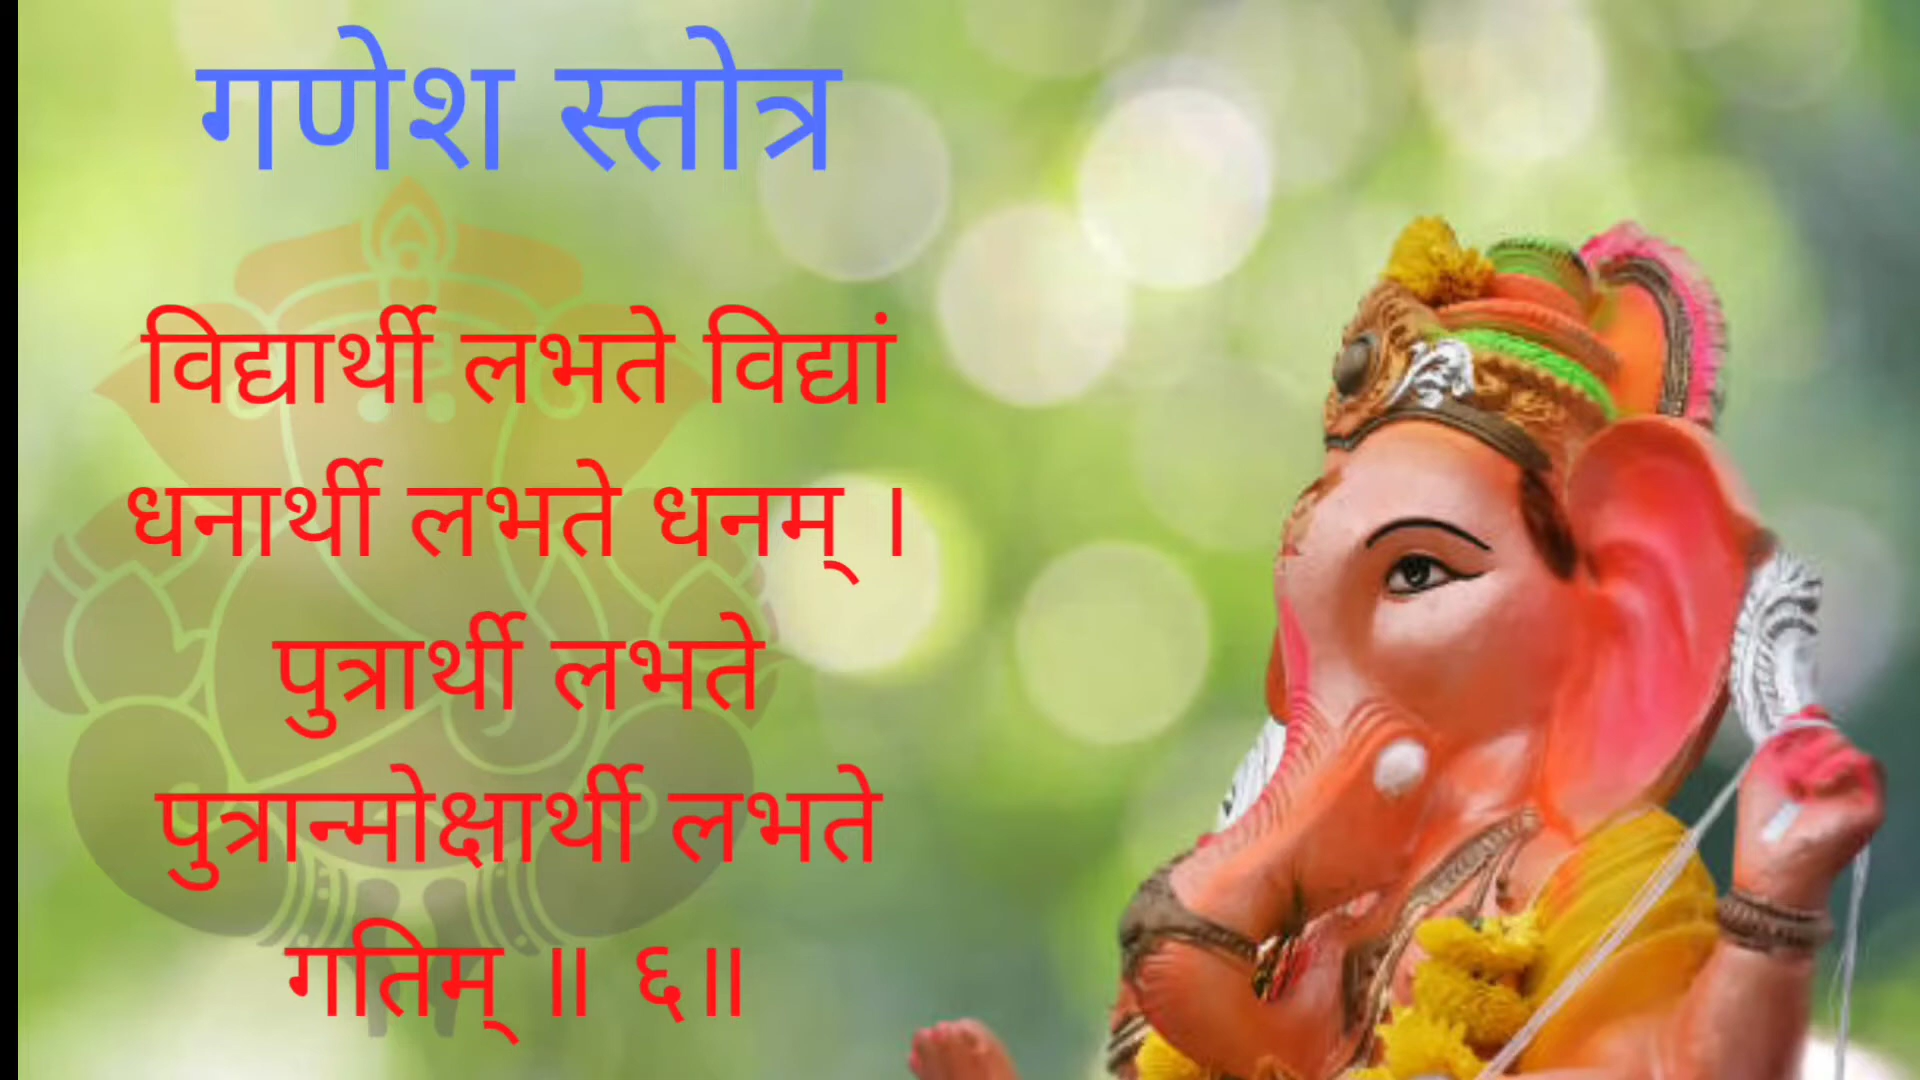 गणेश स्तोत्र
विद्यार्थी लभते विद्यां
धनार्थी लभते धनम् ।
पुत्रार्थी लभते
पुत्रान्मोक्षार्थी लभते
गतिम् ॥ ६॥